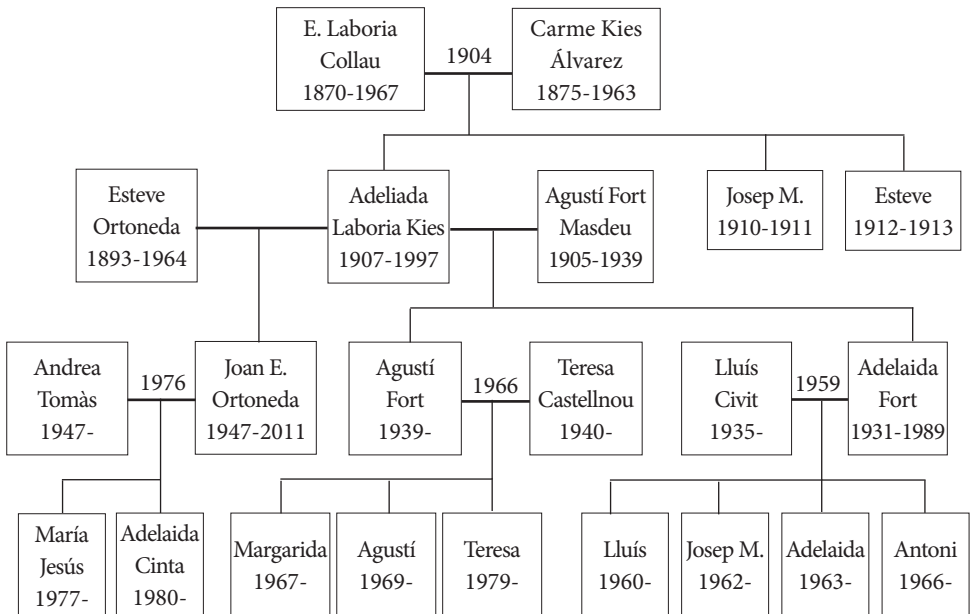 E. Laboria
Collau
1870-1967
1904
Carme Kies
Álvarez
1875-1963
Esteve
Ortoneda
1893-1964
Adeliada
Laboria Kies
1907-1997
Agustí Fort
Masdeu
1905-1939
Josep M.
1910-1911
Esteve
1912-1913
Andrea
Tomàs
1947-
1976
Joan E.
Ortoneda
1947-2011
Agustí
Fort
1939-
1966
Teresa
Castellnou
1940-
Lluís
Civit
1935-
1959
Adelaida
Fort
1931-1989
María
Jesús
1977-
Adelaida
Cinta
1980-
Margarida
1967-
Agustí
1969-
Teresa
1979-
Lluís
1960-
Josep M.
1962-
Adelaida
1963-
Antoni
1966-